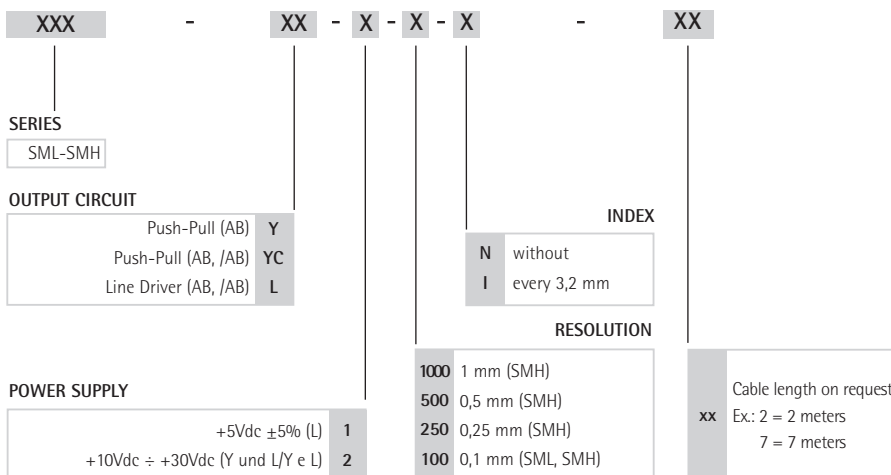 XXX - XX - X - X - X - XX
SERIES
SML-SMH
OUTPUT CIRCUIT
Push-Pull (AB) Y
Push-Pull (AB, /AB) YC
Line Driver (AB, /AB) L
INDEX
N without
I every 3,2 mm
RESOLUTION
1000 1 mm (SMH)
500 0,5 mm (SMH)
250 0,25 mm (SMH)
100 0,1 mm (SML, SMH)
POWER SUPPLY
+5Vdc ±5% (L) 1
+10Vdc ÷ +30Vdc (Y und L/Y e L) 2
Cable length on request
xx Ex.: 2 = 2 meters
7 = 7 meters